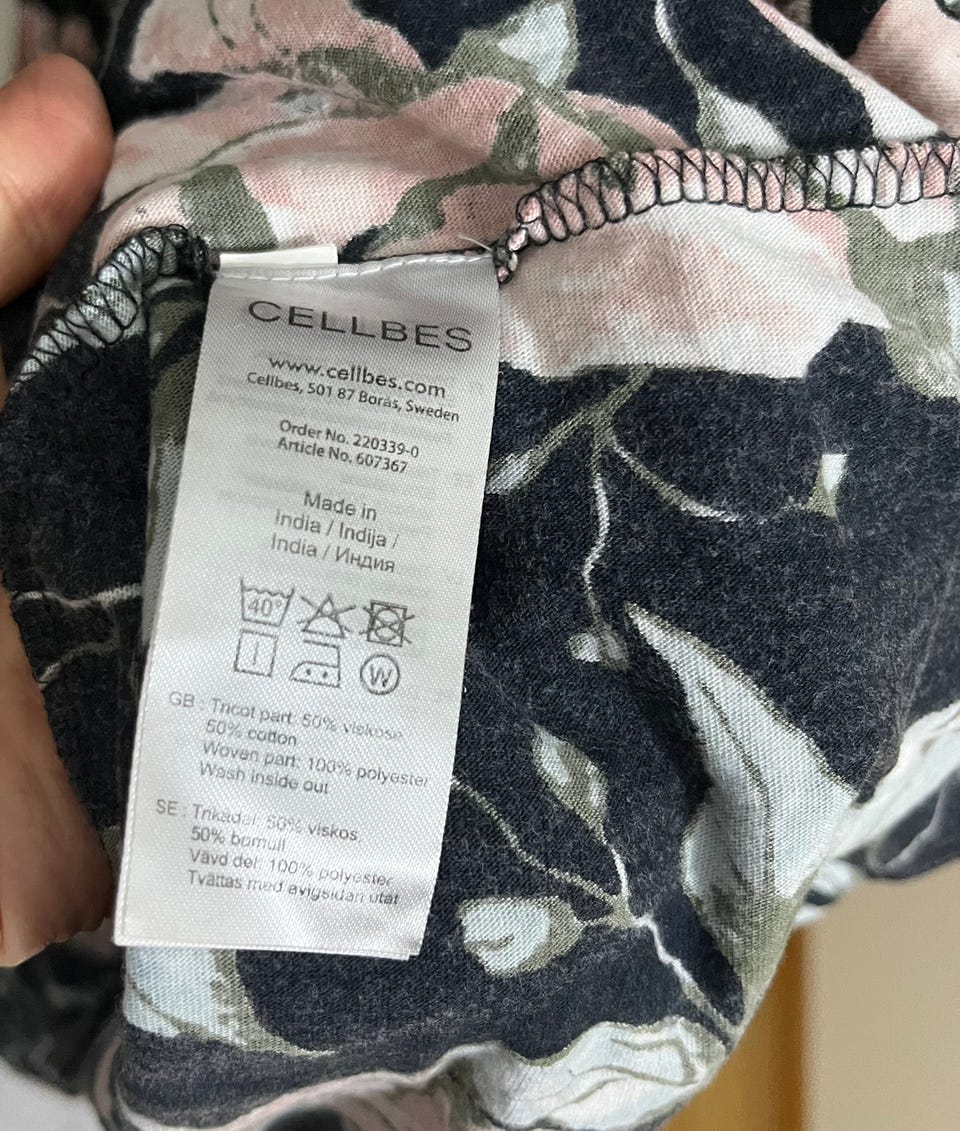 CELLBES
www.cellbes.com
Cellbes, 501 87 Borås, Sweden
Order No. 220339-0
Article No. 607367
Made in
India / Indija /
India / Индия
40°
W
GB : Tricot part: 50% viskose
50% cotton
Woven part: 100% polyester
Wash inside out
SE : Trikådel: 50% viskos,
50% bomull
Vävd del: 100% polyester
Tvättas med avigsidan utåt